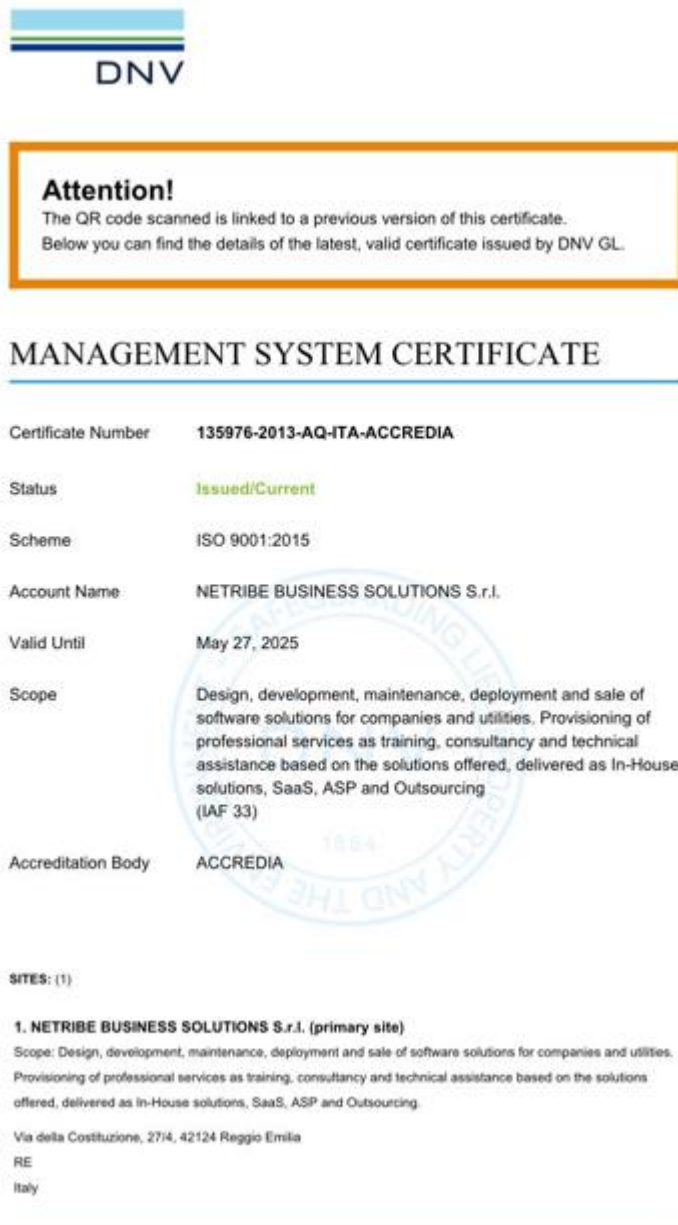 DNV
Attention!
The QR code scanned is linked to a previous version of this certificate.
Below you can find the details of the latest, valid certificate issued by DNV GL.
MANAGEMENT SYSTEM CERTIFICATE
Certificate Number 135976-2013-AQ-ITA-ACCREDIA
Status Issued/Current
Scheme ISO 9001:2015
Account Name NETRIBE BUSINESS SOLUTIONS S.r.l.
Valid Until May 27, 2025
Scope Design, development, maintenance, deployment and sale of
software solutions for companies and utilities. Provisioning of
professional services as training, consultancy and technical
assistance based on the solutions offered, delivered as In-House
solutions, SaaS, ASP and Outsourcing
(IAF 33)
1864
Accreditation Body ACCREDIA
SITES: (1)
1. NETRIBE BUSINESS SOLUTIONS S.r.l. (primary site)
Scope: Design, development, maintenance, deployment and sale of software solutions for companies and utilities.
Provisioning of professional services as training, consultancy and technical assistance based on the solutions
offered, delivered as In-House solutions, SaaS, ASP and Outsourcing.
Via della Costituzione, 27/4, 42124 Reggio Emilia
RE
Italy